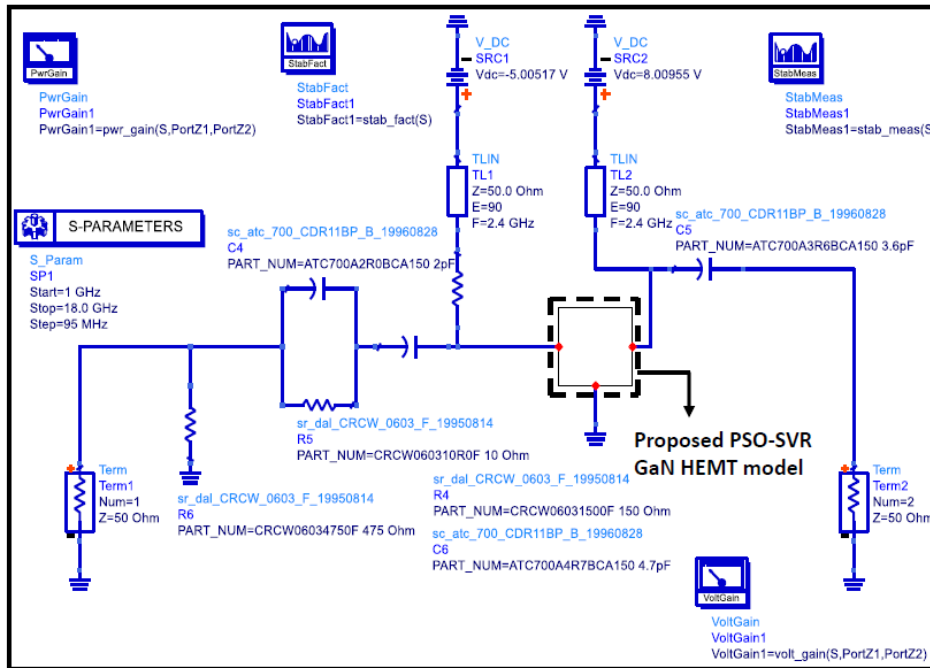 PwrGain
PwrGain
PwrGain1
PwrGain1=pwr_gain(S,PortZ1,PortZ2)
StabFact
StabFact
StabFact1
StabFact1=stab_fact(S)
V_DC
SRC1
Vdc=-5.00517 V
V_DC
SRC2
Vdc=8.00955 V
StabMeas
StabMeas
StabMeas1
StabMeas1=stab_meas(S
TLIN
TL1
Z=50.0 Ohm
E=90
F=2.4 GHz
TLIN
TL2
Z=50.0 Ohm
E=90
F=2.4 GHz
S-PARAMETERS
S_Param
SP1
Start=1 GHz
Stop=18.0 GHz
Step=95 MHz
sc_atc_700_CDR11BP_B_19960828
C4
PART_NUM=ATC700A2R0BCA150 2pF
sc_atc_700_CDR11BP_B_19960828
C5
PART_NUM=ATC700A3R6BCA150 3.6pF
sr_dal_CRCW_0603_F_19950814
R5
PART_NUM=CRCW060310R0F 10 Ohm
Proposed PSO-SVR
GaN HEMT model
Term
Term1
Num=1
Z=50 Ohm
sr_dal_CRCW_0603_F_19950814
R6
PART_NUM=CRCW06034750F 475 Ohm
sr_dal_CRCW_0603_F_19950814
R4
PART_NUM=CRCW06031500F 150 Ohm
sc_atc_700_CDR11BP_B_19960828
C6
PART_NUM=ATC700A4R7BCA150 4.7pF
Term
Term2
Num=2
Z=50 Ohm
VoltGain
VoltGain
VoltGain1
VoltGain1=volt_gain(S,PortZ1,PortZ2)